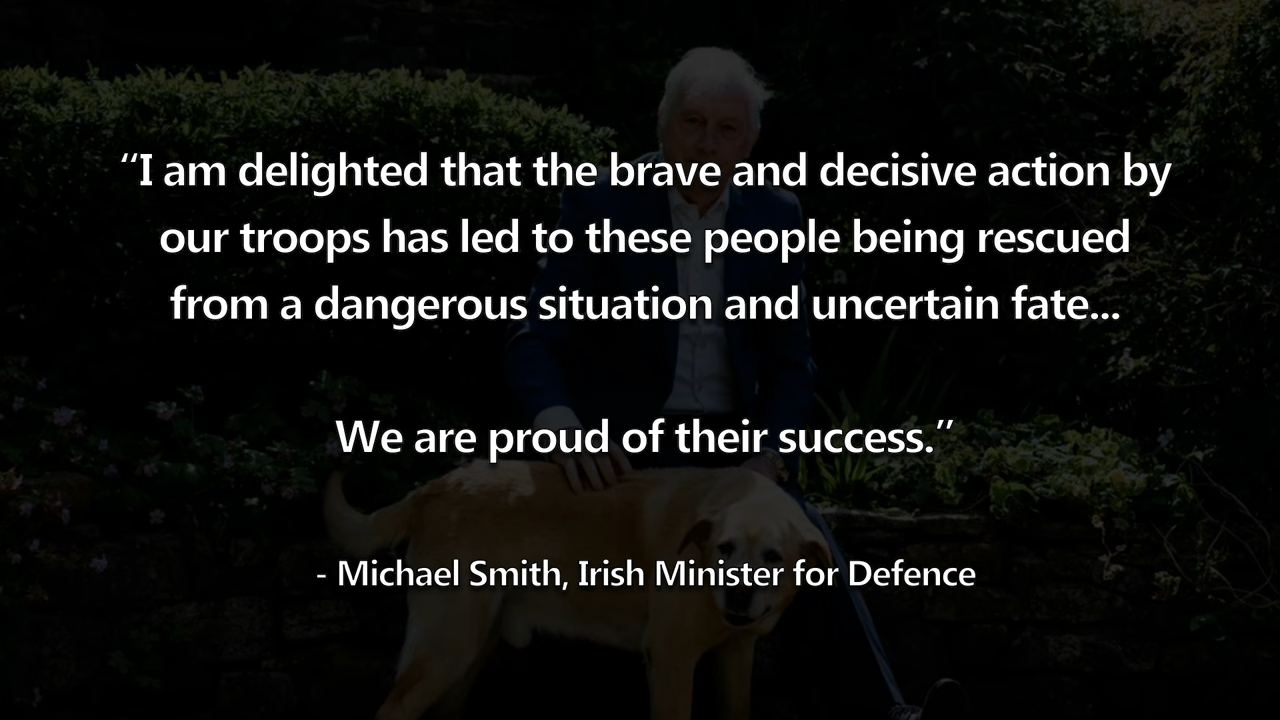 “I am delighted that the brave and decisive action by
our troops has led to these people being rescued
from a dangerous situation and uncertain fate...
We are proud of their success.”
- Michael Smith, Irish Minister for Defence